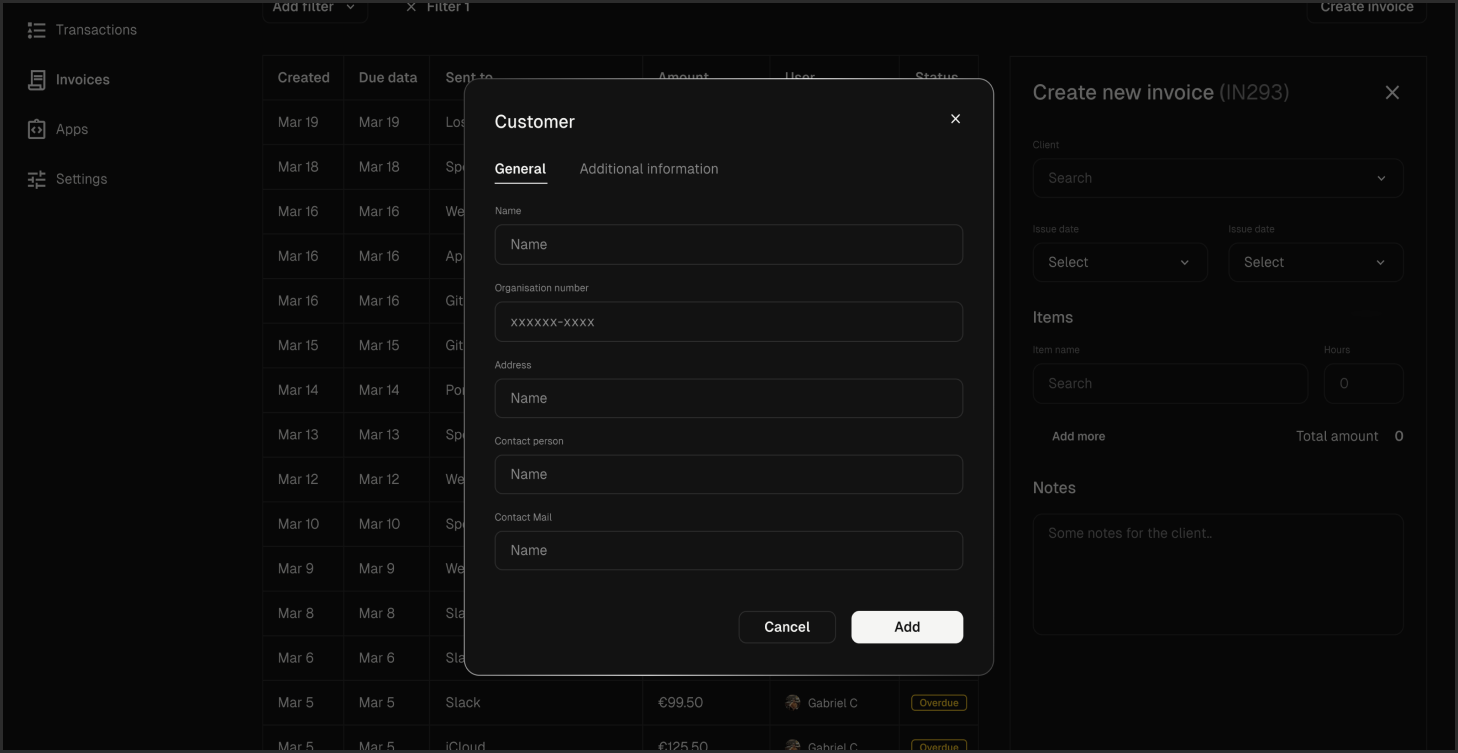 Add filter
Filter 1
Create invoice
Transactions
Invoices
Apps
Settings
Created Due data Sent to Amount User Status
Mar 19 Mar 19 Los
Mar 18 Mar 18 Spo
Mar 16 Mar 16 We
Mar 16 Mar 16 Ap
Mar 16 Mar 16 Git
Mar 15 Mar 15 Git
Mar 14 Mar 14 Por
Mar 13 Mar 13 Spo
Mar 12 Mar 12 We
Mar 10 Mar 10 Spo
Mar 9 Mar 9 We
Mar 8 Mar 8 Sla
Mar 6 Mar 6 Sla
Mar 5 Mar 5 Slack €99.50 Gabriel C Overdue
Mar 5 Mar 5 iCloud €125.50 Gabriel C Overdue
Customer
General Additional information
Name
Name
Organisation number
xxxxxx-xxxx
Address
Name
Contact person
Name
Contact Mail
Name
Cancel Add
Create new invoice (IN293)
Client
Search
Issue date Issue date
Select Select
Items
Item name Hours
Search 0
Add more Total amount 0
Notes
Some notes for the client..